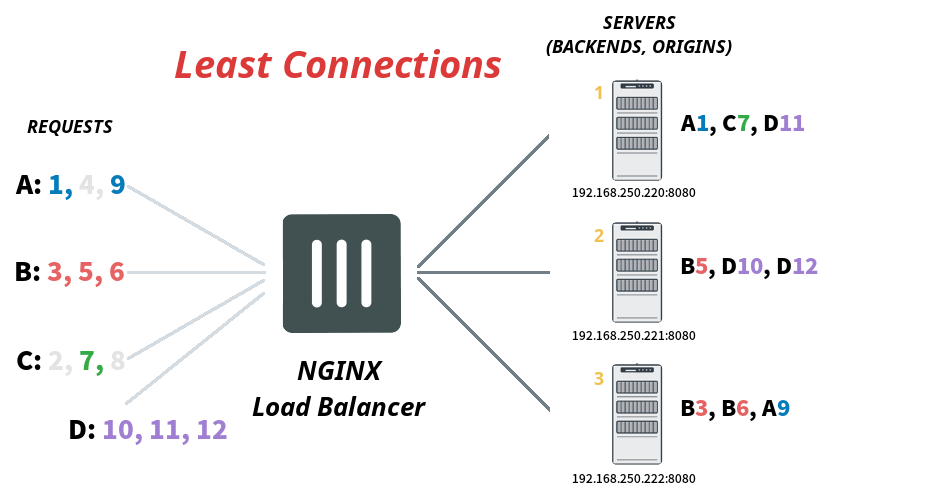 SERVERS
(BACKENDS, ORIGINS)
Least Connections
REQUESTS
A: 1, 4, 9
B: 3, 5, 6
C: 2, 7, 8
D: 10, 11, 12
NGINX
Load Balancer
1
A1, C7, D11
192.168.250.220:8080
2
B5, D10, D12
192.168.250.221:8080
3
B3, B6, A9
192.168.250.222:8080